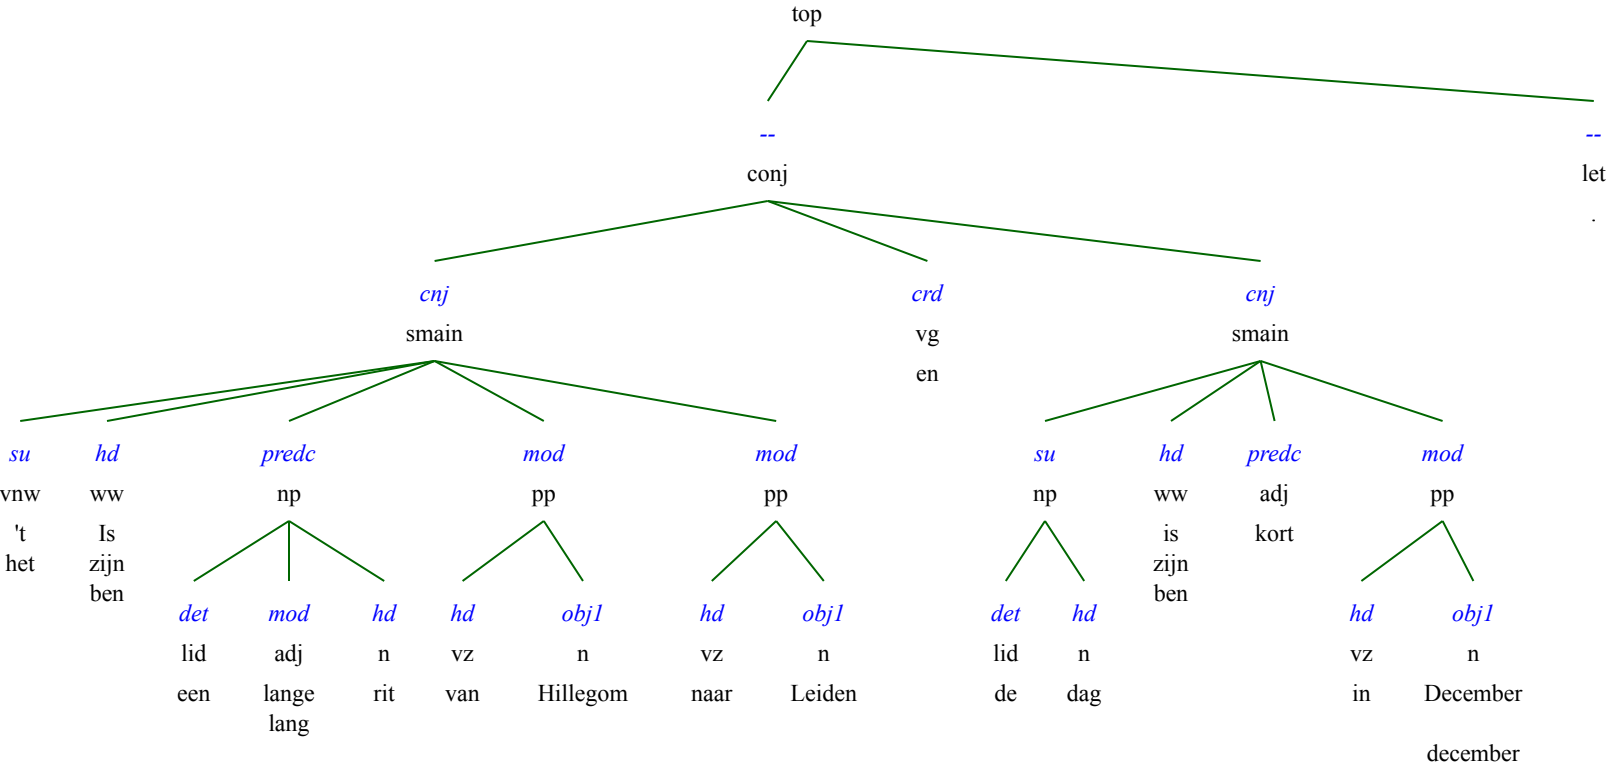 top
-- --
conj let
.
cnj crd cnj
smain vg smain
en
su hd predc mod mod su hd predc mod
vnw ww np pp pp np ww adj pp
't Is is kort
het zijn zijn
ben ben
det mod hd hd obj1 hd obj1 det hd hd obj1
lid adj n vz n vz n lid n vz n
een lange rit van Hillegom naar Leiden de dag in December
lang
december